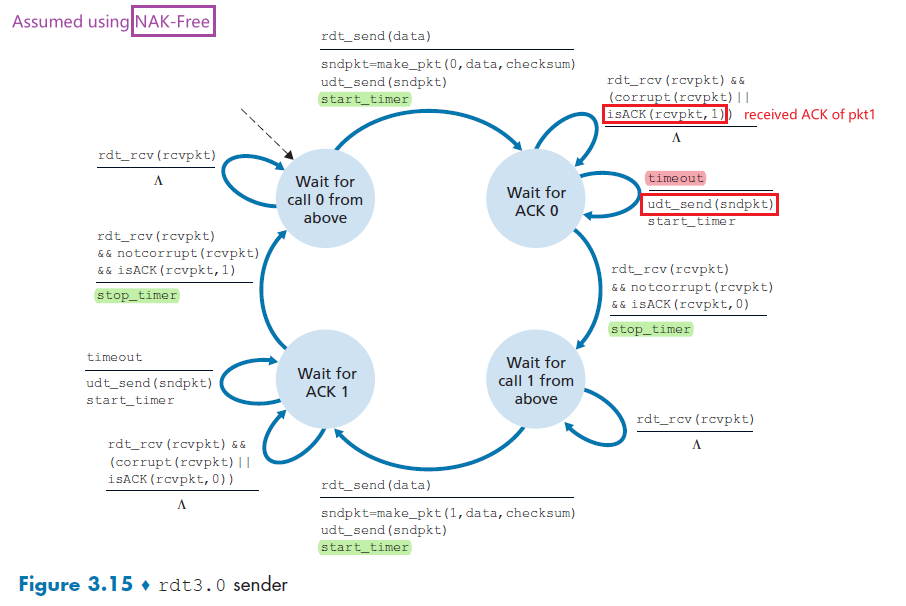 Assumed using NAK-Free
rdt_send(data)
sndpkt=make_pkt(0,data,checksum)
udt_send(sndpkt)
start_timer
rdt_rcv(rcvpkt) &&
(corrupt(rcvpkt)||
isACK(rcvpkt,1))
received ACK of pkt1
Λ
rdt_rcv(rcvpkt)
Λ
Wait for
call 0 from
above
Wait for
ACK 0
timeout
udt_send(sndpkt)
start_timer
rdt_rcv(rcvpkt)
&& notcorrupt(rcvpkt)
&& isACK(rcvpkt,1)
stop_timer
rdt_rcv(rcvpkt)
&& notcorrupt(rcvpkt)
&& isACK(rcvpkt,0)
stop_timer
timeout
udt_send(sndpkt)
start_timer
Wait for
ACK 1
Wait for
call 1 from
above
rdt_rcv(rcvpkt)
Λ
rdt_rcv(rcvpkt) &&
(corrupt(rcvpkt)||
isACK(rcvpkt,0))
Λ
rdt_send(data)
sndpkt=make_pkt(1,data,checksum)
udt_send(sndpkt)
start_timer
Figure 3.15 ♦ rdt3.0 sender